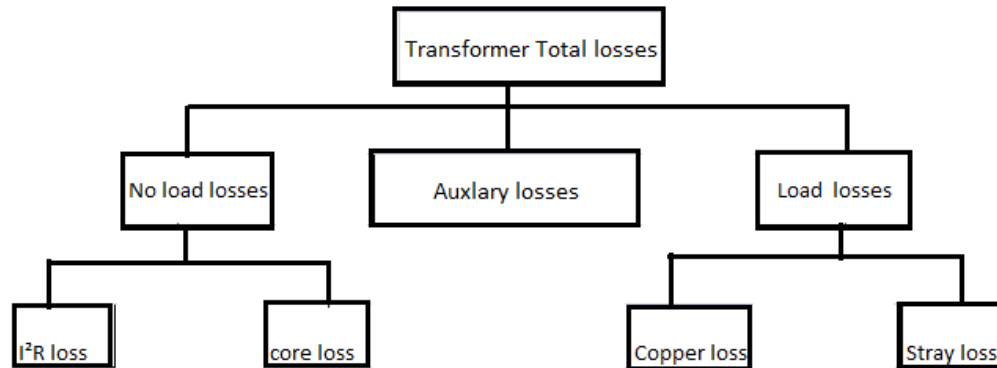 Transformer Total losses
No load losses
Auxlary losses
Load losses
I²R loss
core loss
Copper loss
Stray loss